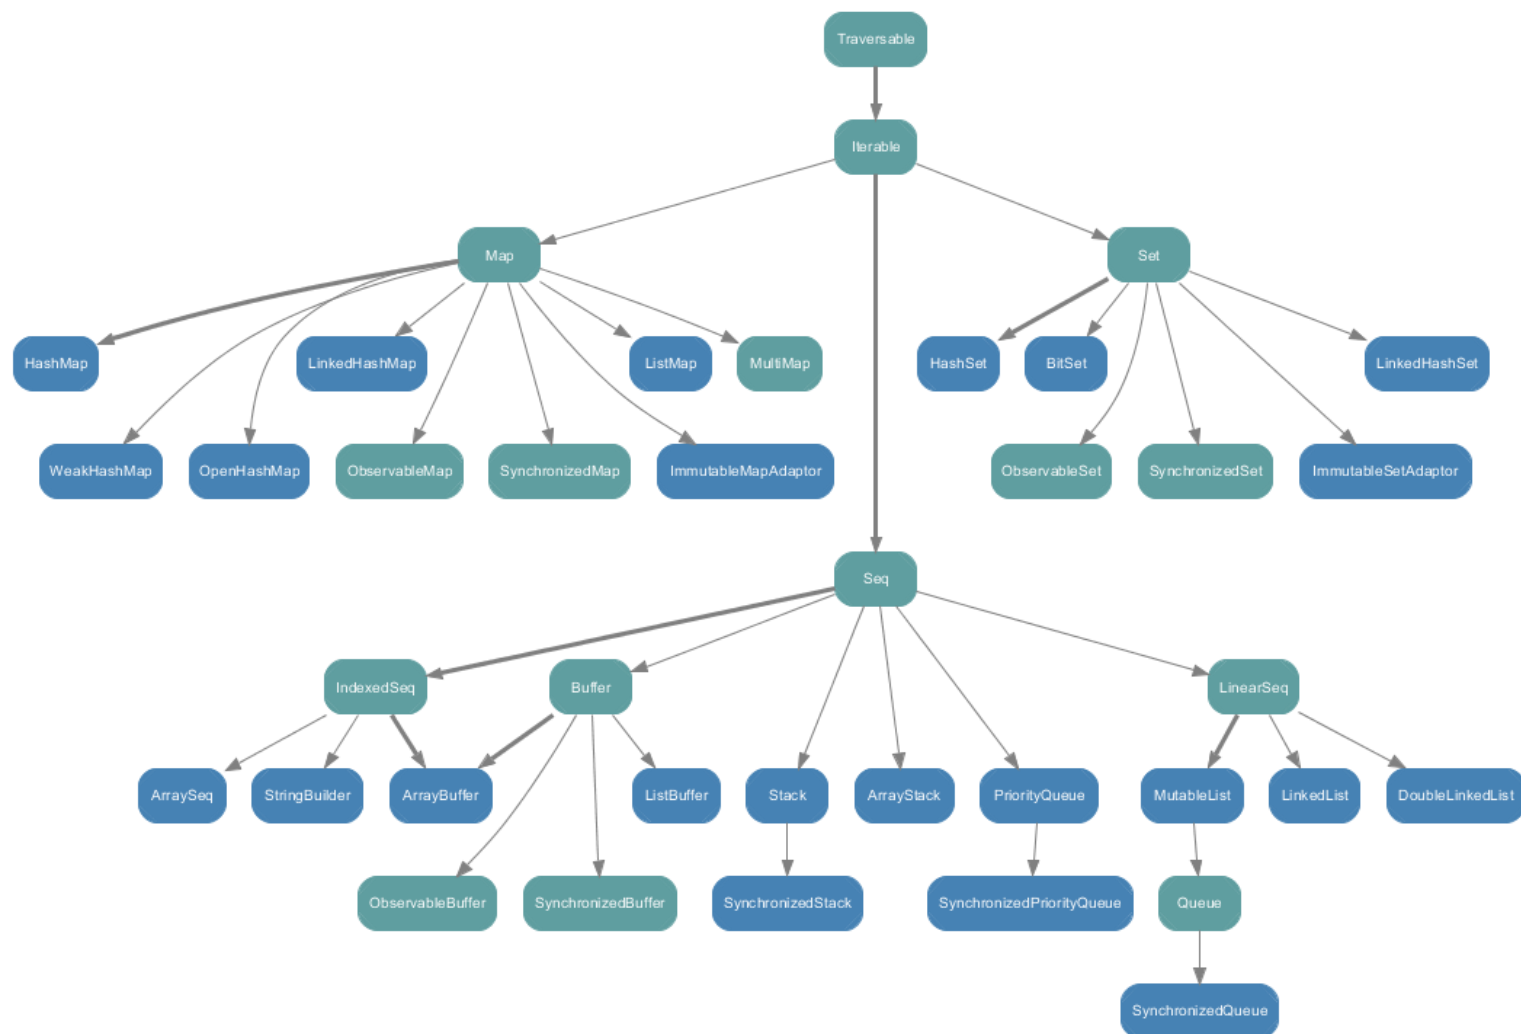 Traversable
Iterable
Map
Set
HashMap
LinkedHashMap
ListMap
MultiMap
HashSet
BitSet
LinkedHashSet
WeakHashMap
OpenHashMap
ObservableMap
SynchronizedMap
ImmutableMapAdaptor
ObservableSet
SynchronizedSet
ImmutableSetAdaptor
Seq
IndexedSeq
Buffer
LinearSeq
ArraySeq
StringBuilder
ArrayBuffer
ListBuffer
Stack
ArrayStack
PriorityQueue
MutableList
LinkedList
DoubleLinkedList
ObservableBuffer
SynchronizedBuffer
SynchronizedStack
SynchronizedPriorityQueue
Queue
SynchronizedQueue